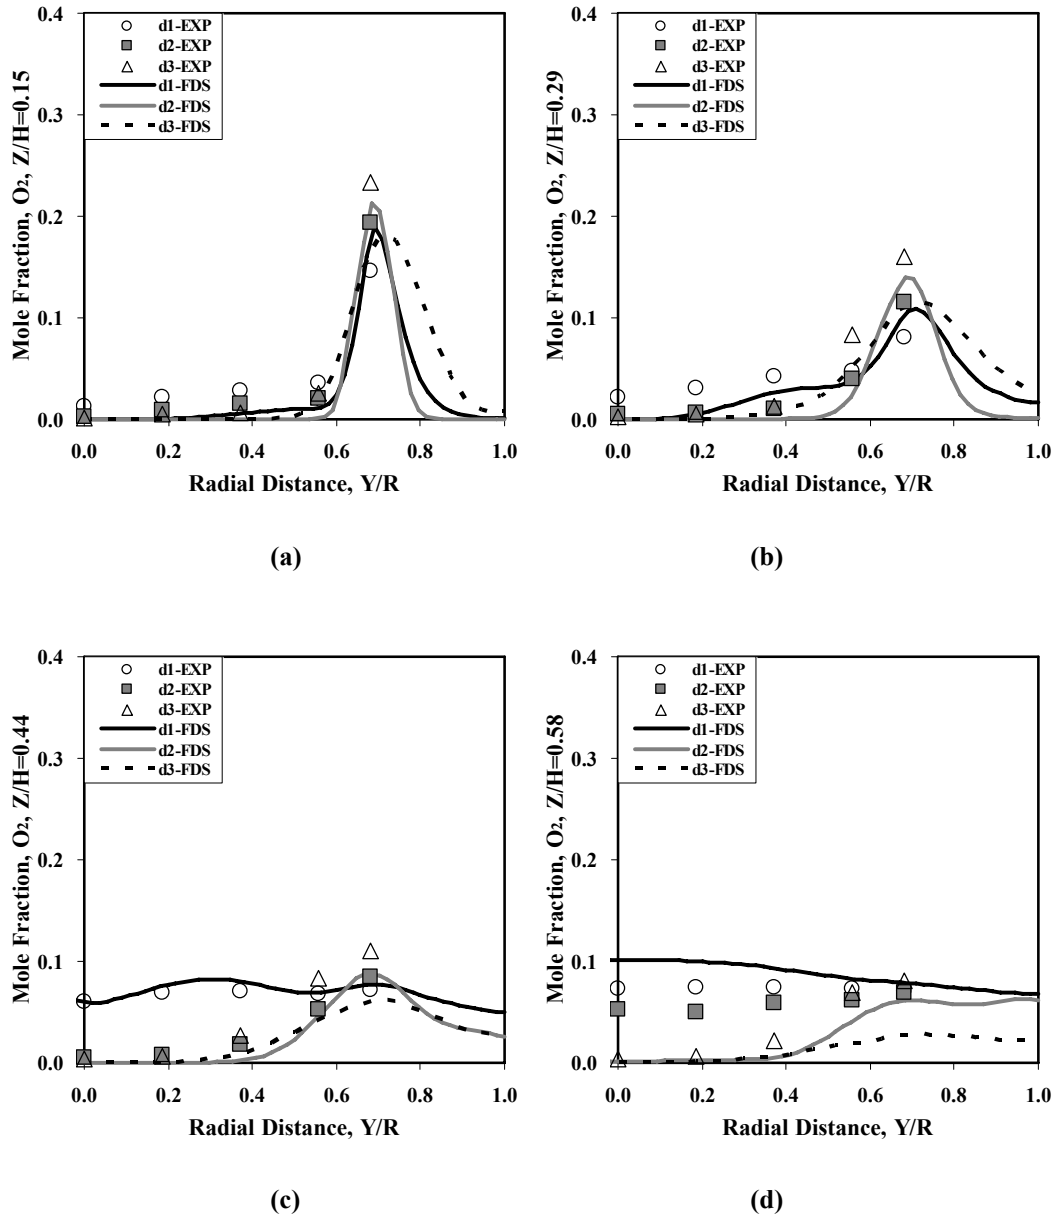 Mole Fraction, O2, Z/H=0.15
0.4
0.3
0.2
0.1
0.0
d1-EXP
d2-EXP
d3-EXP
d1-FDS
d2-FDS
d3-FDS
0.0 0.2 0.4 0.6 0.8 1.0
Radial Distance, Y/R
(a)
Mole Fraction, O2, Z/H=0.29
0.4
0.3
0.2
0.1
0.0
d1-EXP
d2-EXP
d3-EXP
d1-FDS
d2-FDS
d3-FDS
0.0 0.2 0.4 0.6 0.8 1.0
Radial Distance, Y/R
(b)
Mole Fraction, O2, Z/H=0.44
0.4
0.3
0.2
0.1
0.0
d1-EXP
d2-EXP
d3-EXP
d1-FDS
d2-FDS
d3-FDS
0.0 0.2 0.4 0.6 0.8 1.0
Radial Distance, Y/R
(c)
Mole Fraction, O2, Z/H=0.58
0.4
0.3
0.2
0.1
0.0
d1-EXP
d2-EXP
d3-EXP
d1-FDS
d2-FDS
d3-FDS
0.0 0.2 0.4 0.6 0.8 1.0
Radial Distance, Y/R
(d)